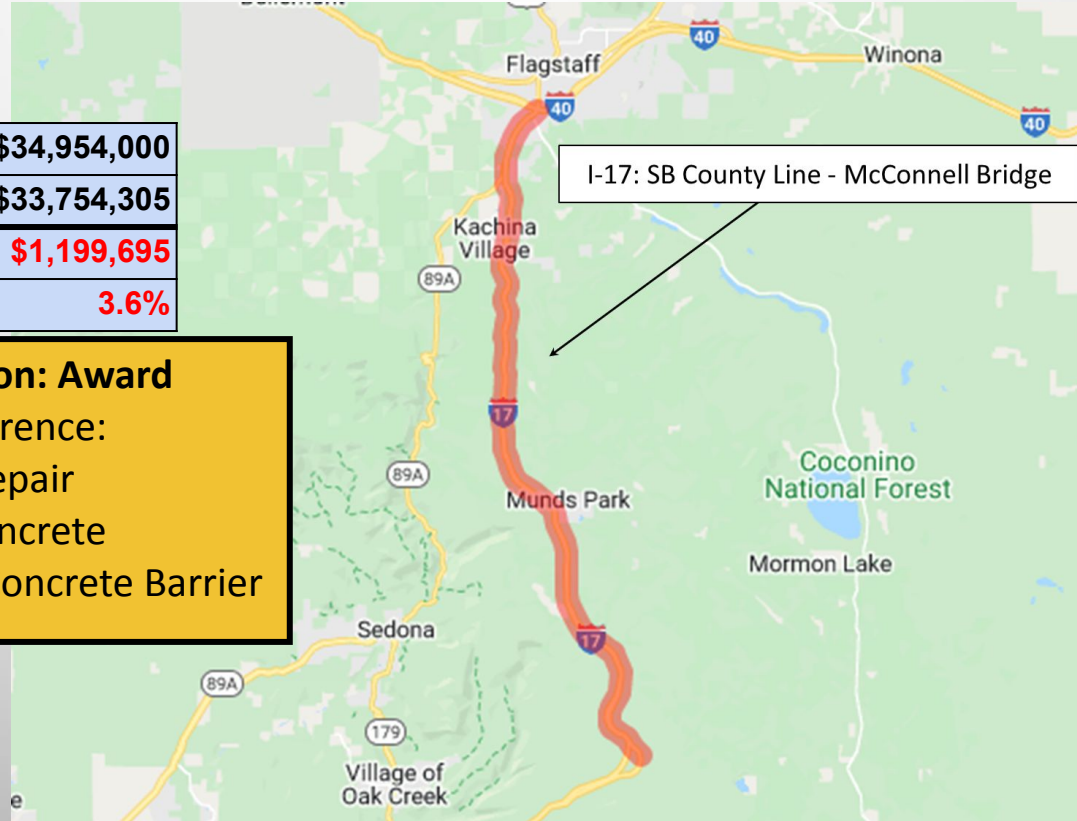 Flagstaff
40
Winona
40
40
$34,954,000
$33,754,305
$1,199,695
3.6%
I-17: SB County Line - McConnell Bridge
Kachina
Village
89A
on: Award
rence:
epair
ncrete
oncrete Barrier
17
89A
Munds Park
Coconino
National Forest
Mormon Lake
Sedona
17
89A
179
Village of
Oak Creek
e